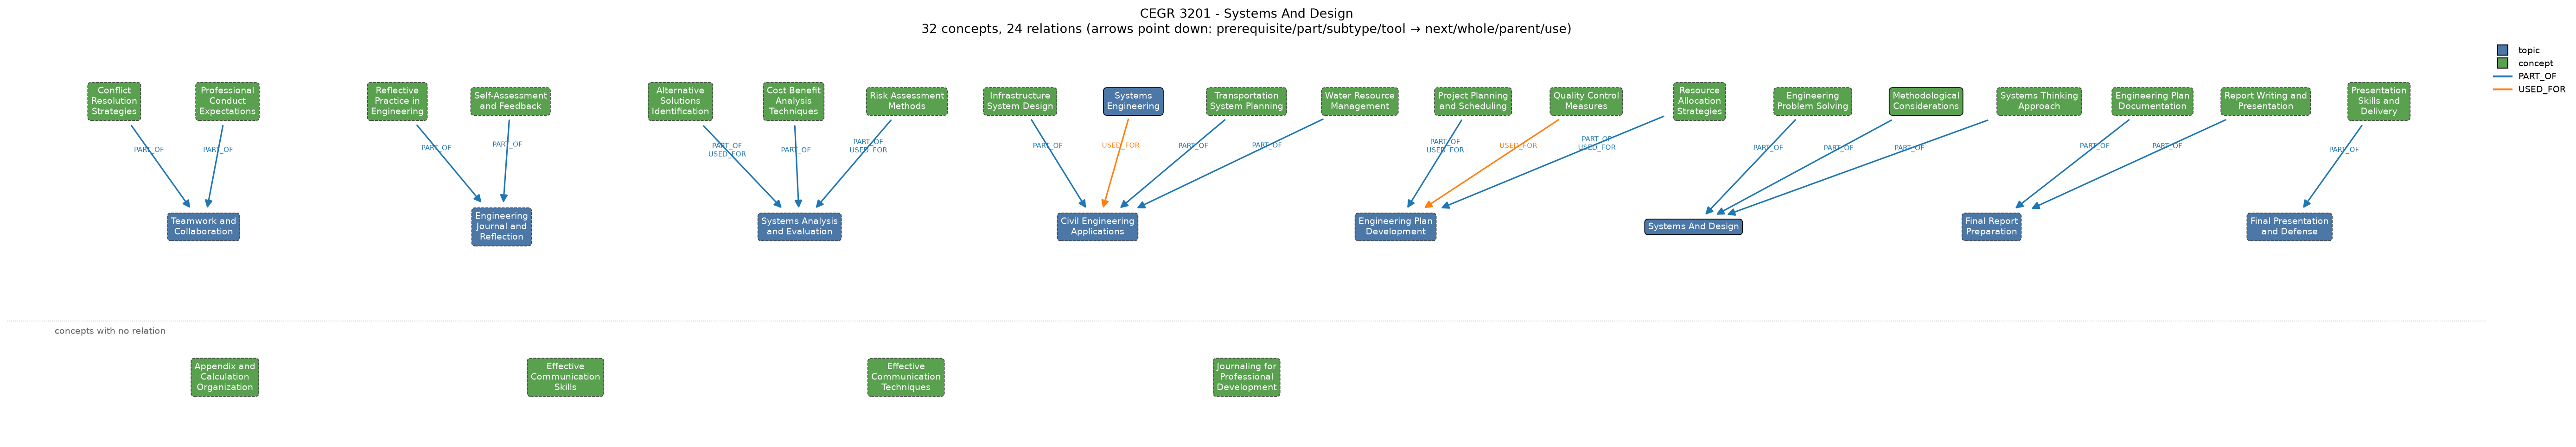 CEGR 3201 - Systems And Design
32 concepts, 24 relations (arrows point down: prerequisite/part/subtype/tool → next/whole/parent/use)
topic
concept
PART_OF
USED_FOR
Conflict
Resolution
Strategies
Professional
Conduct
Expectations
Reflective
Practice in
Engineering
Self-Assessment
and Feedback
Alternative
Solutions
Identification
Cost Benefit
Analysis
Techniques
Risk Assessment
Methods
Infrastructure
System Design
Systems
Engineering
Transportation
System Planning
Water Resource
Management
Project Planning
and Scheduling
Quality Control
Measures
Resource
Allocation
Strategies
Engineering
Problem Solving
Methodological
Considerations
Systems Thinking
Approach
Engineering Plan
Documentation
Report Writing and
Presentation
Presentation
Skills and
Delivery
PART_OF
PART_OF
PART_OF
PART_OF
PART_OF
USED_FOR
PART_OF
PART_OF
USED_FOR
PART_OF
USED_FOR
PART_OF
PART_OF
PART_OF
USED_FOR
USED_FOR
PART_OF
USED_FOR
PART_OF
PART_OF
PART_OF
PART_OF
PART_OF
PART_OF
Teamwork and
Collaboration
Engineering
Journal and
Reflection
Systems Analysis
and Evaluation
Civil Engineering
Applications
Engineering Plan
Development
Systems And Design
Final Report
Preparation
Final Presentation
and Defense
concepts with no relation
Appendix and
Calculation
Organization
Effective
Communication
Skills
Effective
Communication
Techniques
Journaling for
Professional
Development